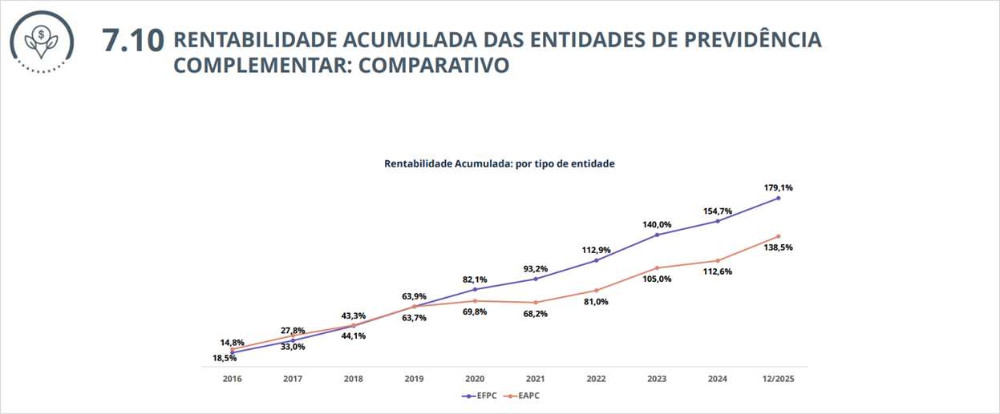 $
7.10 RENTABILIDADE ACUMULADA DAS ENTIDADES DE PREVIDÊNCIA
COMPLEMENTAR: COMPARATIVO
Rentabilidade Acumulada: por tipo de entidade
14,8% 27,8% 43,3% 63,9% 82,1% 93,2% 112,9% 140,0% 154,7% 179,1%
18,5% 33,0% 44,1% 63,7% 69,8% 68,2% 81,0% 105,0% 112,6% 138,5%
2016 2017 2018 2019 2020 2021 2022 2023 2024 12/2025
EFPC EAPC